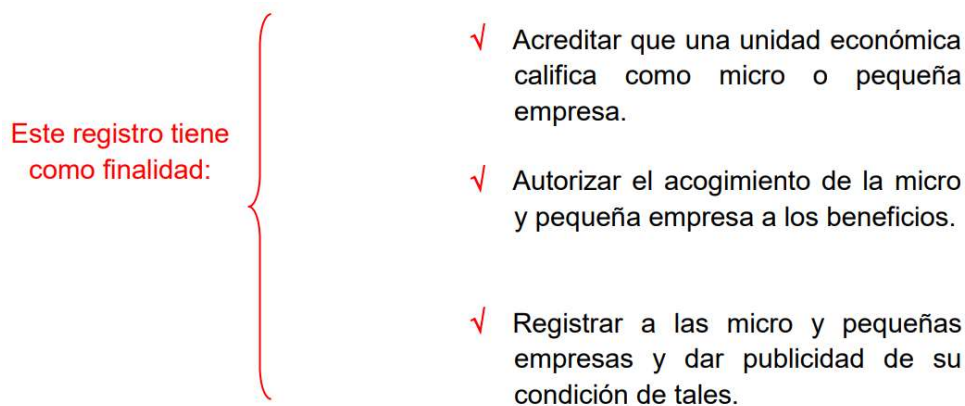 Este registro tiene
como finalidad:
√ Acreditar que una unidad económica
califica como micro o pequeña
empresa.
√ Autorizar el acogimiento de la micro
y pequeña empresa a los beneficios.
√ Registrar a las micro y pequeñas
empresas y dar publicidad de su
condición de tales.